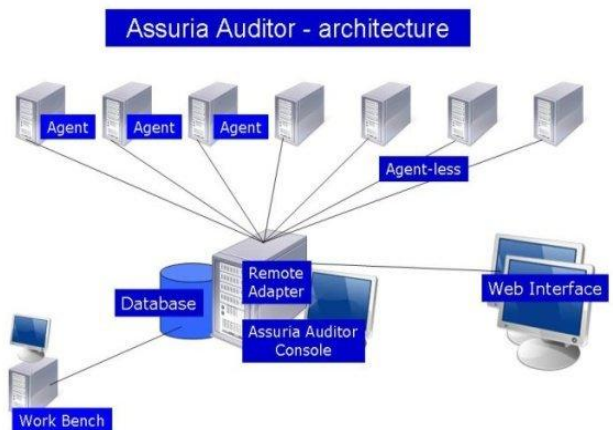 Assuria Auditor - architecture
Agent
Agent
Agent
Agent-less
Remote
Adapter
Web Interface
Database
Assuria Auditor
Console
Work Bench